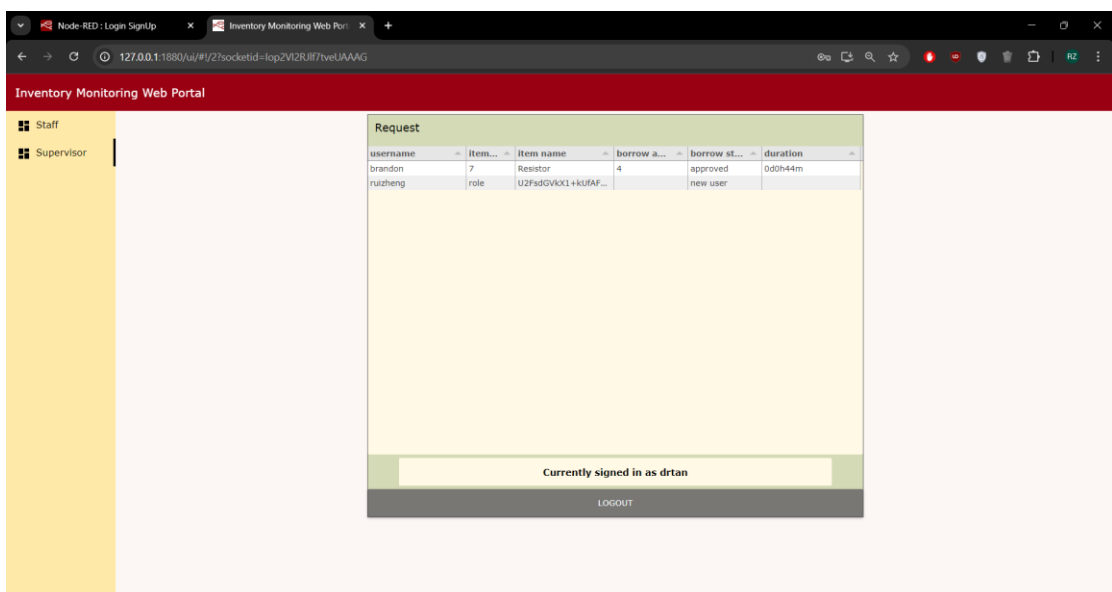 Node-RED : Login SignUp
Inventory Monitoring Web Port
127.0.0.1:1880/ui/#!/2?socketid=Iop2Vl2RJlf7tveUAAAG
RZ
Inventory Monitoring Web Portal
Staff
Supervisor
Request
username item... item name borrow a... borrow st... duration
brandon 7 Resistor 4 approved 0d0h44m
ruizheng role U2FsdGVkX1+kUfAF... new user
Currently signed in as drtan
LOGOUT